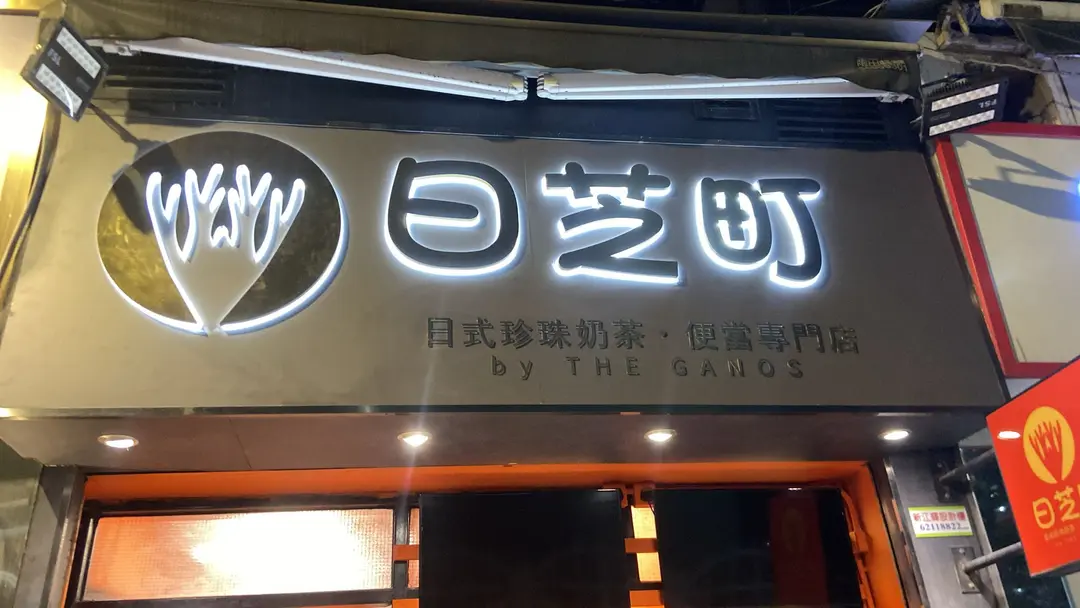 日芝町
日式珍珠奶茶・便當專門店
by THE GANOS
日芝
62118822